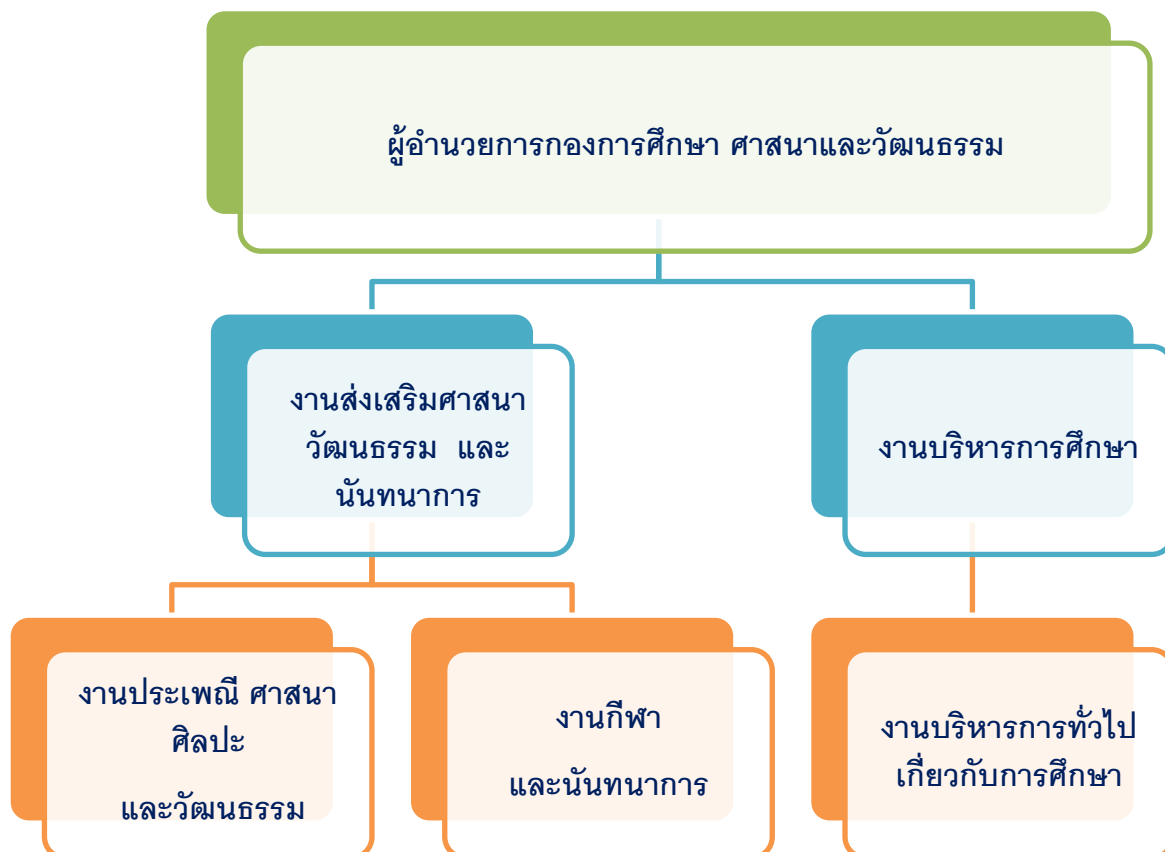 ผู้อำนวยการกองการศึกษา ศาสนาและวัฒนธรรม
งานส่งเสริมศาสนา
วัฒนธรรม และ
นันทนาการ
งานบริหารการศึกษา
งานประเพณี ศาสนา
ศิลปะ
และวัฒนธรรม
งานกีฬา
และนันทนาการ
งานบริหารการทั่วไป
เกี่ยวกับการศึกษา